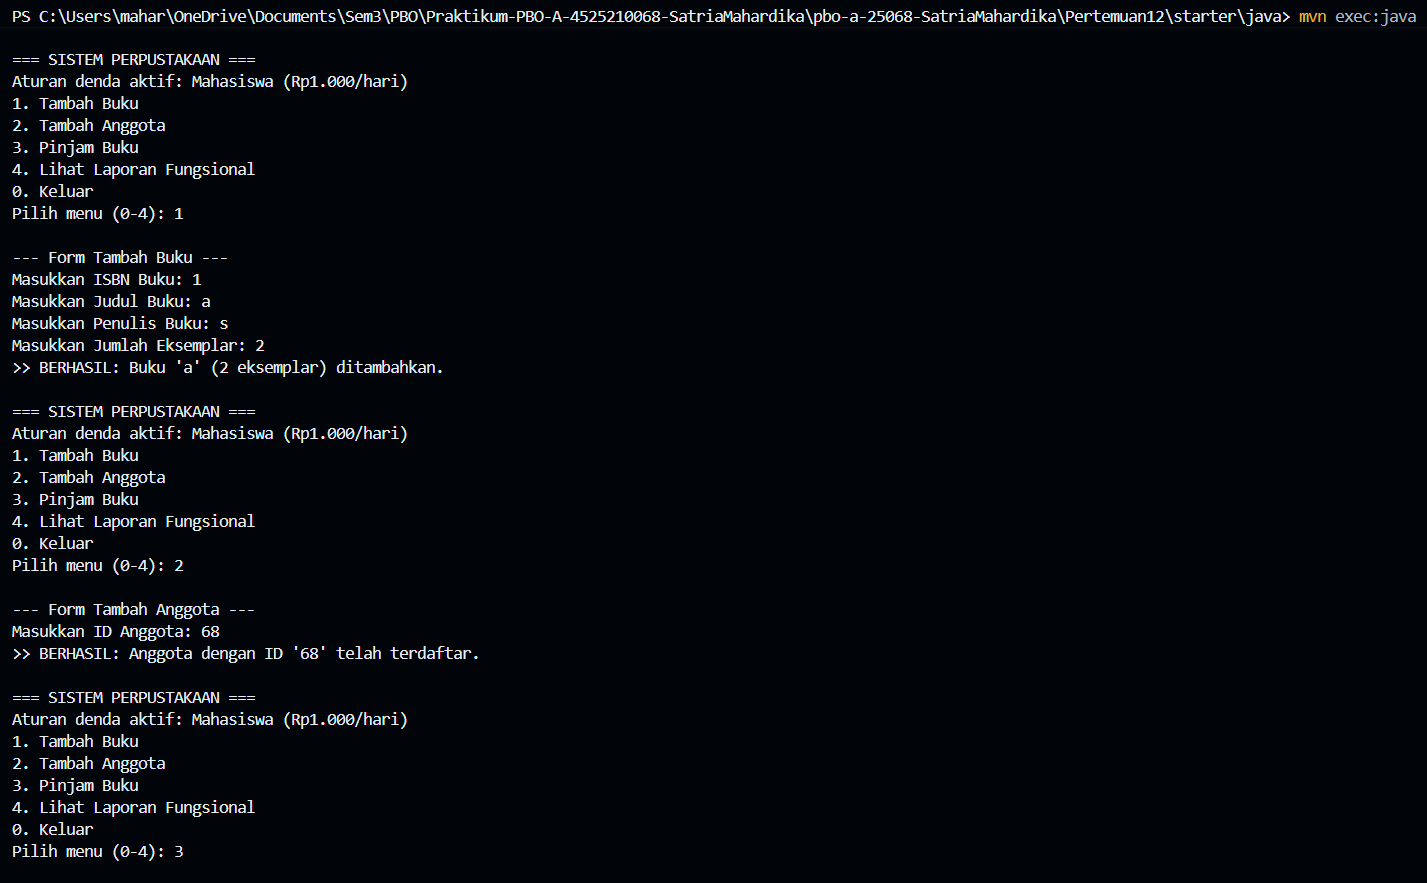 PS C:\Users\mahar\OneDrive\Documents\Sem3\PBO\Praktikum-PBO-A-4525210068-SatriaMahardika\pbo-a-25068-SatriaMahardika\Pertemuan12\starter\java> mvn exec:java
=== SISTEM PERPUSTAKAAN ===
Aturan denda aktif: Mahasiswa (Rp1.000/hari)
1. Tambah Buku
2. Tambah Anggota
3. Pinjam Buku
4. Lihat Laporan Fungsional
0. Keluar
Pilih menu (0-4): 1
--- Form Tambah Buku ---
Masukkan ISBN Buku: 1
Masukkan Judul Buku: a
Masukkan Penulis Buku: s
Masukkan Jumlah Eksemplar: 2
>> BERHASIL: Buku 'a' (2 eksemplar) ditambahkan.
=== SISTEM PERPUSTAKAAN ===
Aturan denda aktif: Mahasiswa (Rp1.000/hari)
1. Tambah Buku
2. Tambah Anggota
3. Pinjam Buku
4. Lihat Laporan Fungsional
0. Keluar
Pilih menu (0-4): 2
--- Form Tambah Anggota ---
Masukkan ID Anggota: 68
>> BERHASIL: Anggota dengan ID '68' telah terdaftar.
=== SISTEM PERPUSTAKAAN ===
Aturan denda aktif: Mahasiswa (Rp1.000/hari)
1. Tambah Buku
2. Tambah Anggota
3. Pinjam Buku
4. Lihat Laporan Fungsional
0. Keluar
Pilih menu (0-4): 3